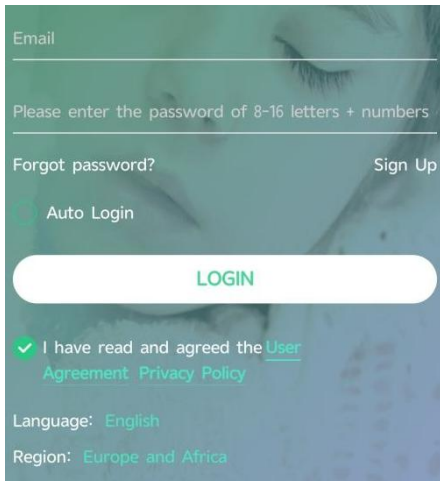 Email
Please enter the password of 8-16 letters + numbers
Forgot password? Sign Up
Auto Login
LOGIN
I have read and agreed the User
Agreement Privacy Policy
Language: English
Region: Europe and Africa